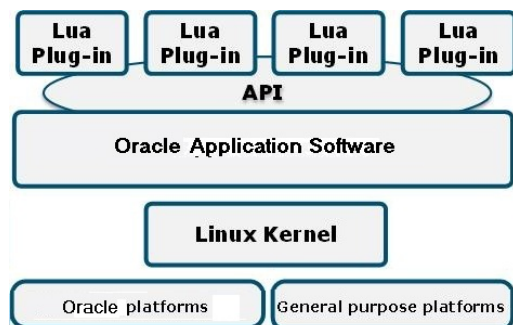 Lua
Plug-in
Lua
Plug-in
Lua
Plug-in
Lua
Plug-in
API
Oracle Application Software
Linux Kernel
Oracle platforms
General purpose platforms